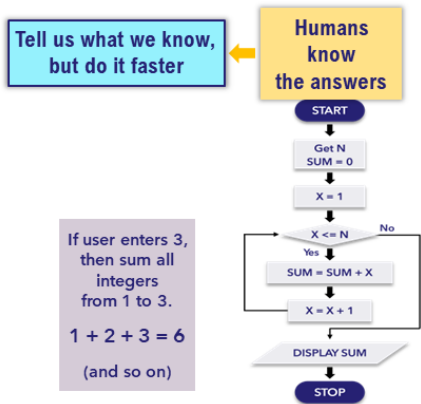 Tell us what we know,
but do it faster
Humans
know
the answers
START
Get N
SUM = 0
X = 1
X <= N
No
Yes
SUM = SUM + X
X = X + 1
DISPLAY SUM
STOP
If user enters 3,
then sum all
integers
from 1 to 3.
1 + 2 + 3 = 6
(and so on)